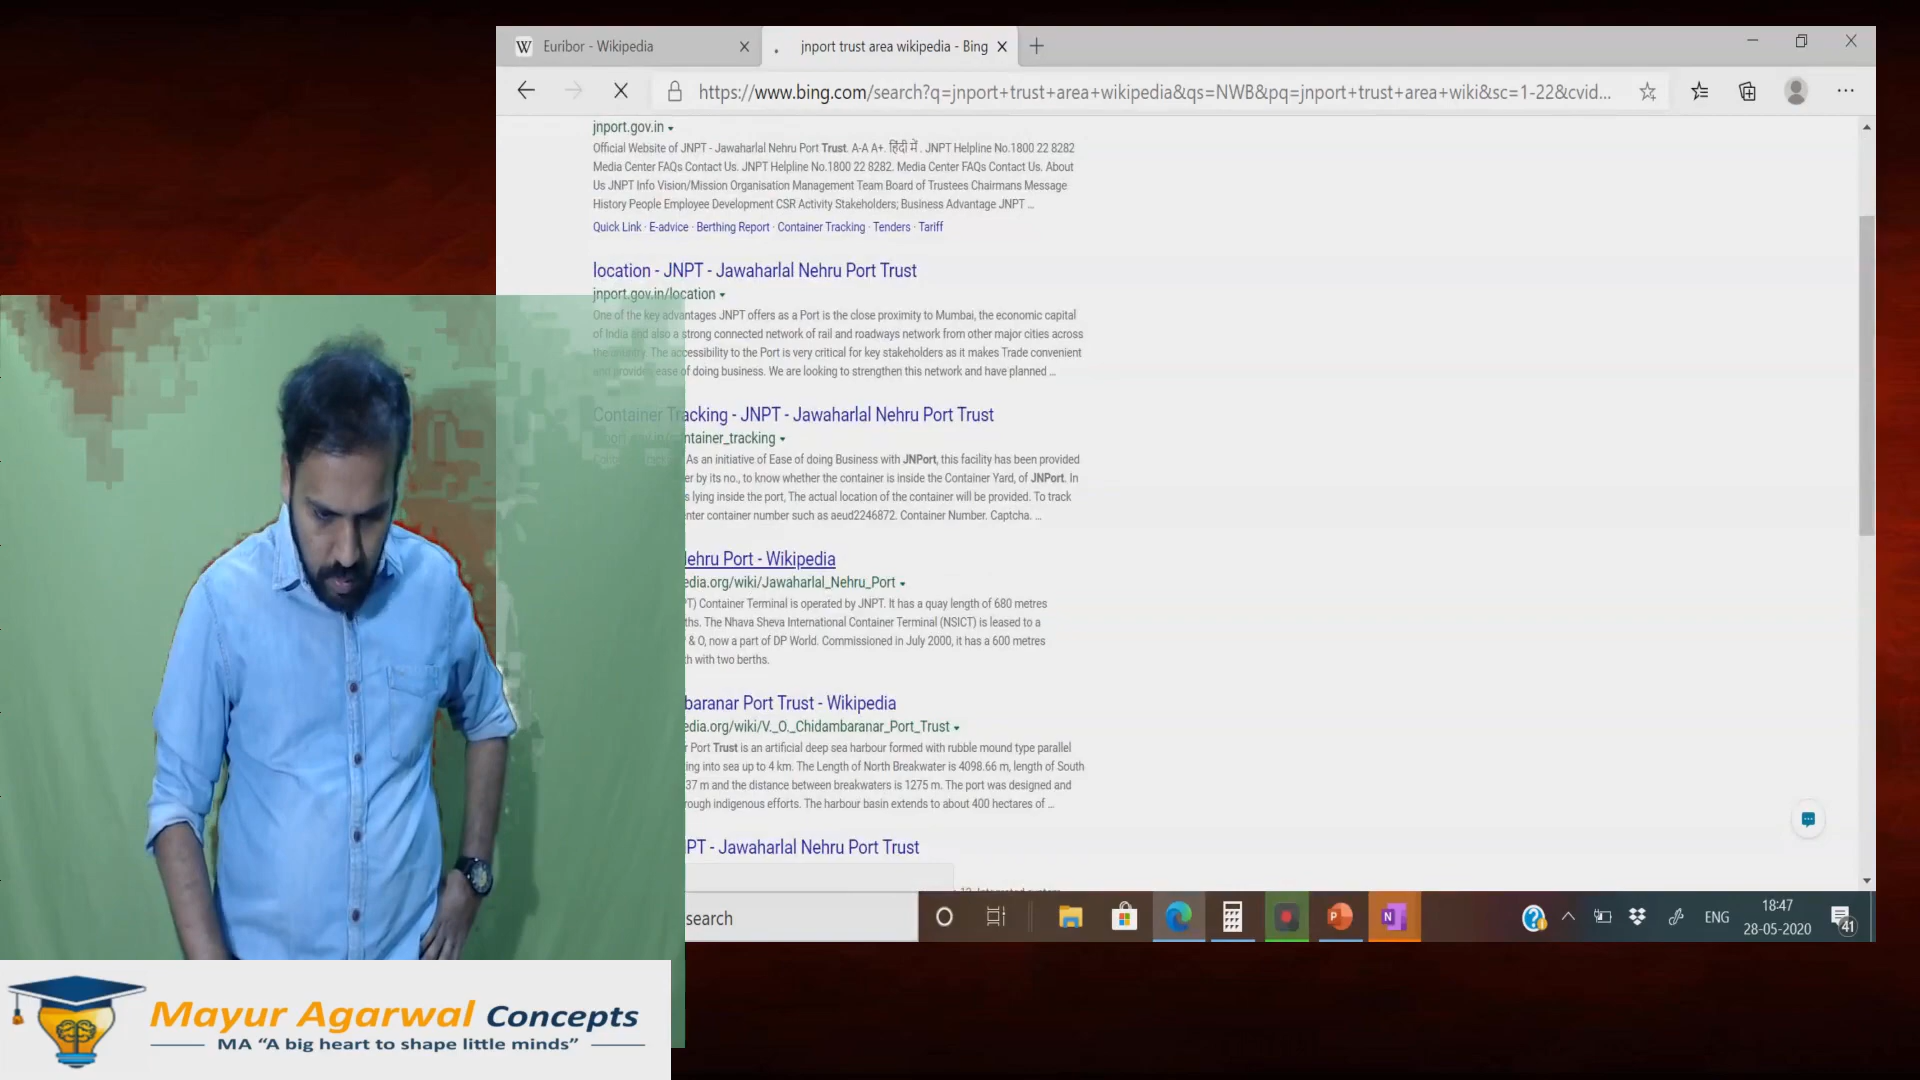 Euribor - Wikipedia
jnport trust area wikipedia - Bing
https://www.bing.com/search?q=jnport+trust+area+wikipedia&qs=NWB&pq=jnport+trust+area+wiki&sc=1-22&cvid...
jnport.gov.in
Official Website of JNPT - Jawaharlal Nehru Port Trust. A-A A+. हिंदी में . JNPT Helpline No.1800 22 8282
Media Center FAQs Contact Us. JNPT Helpline No.1800 22 8282. Media Center FAQs Contact Us. About
Us JNPT Info Vision/Mission Organisation Management Team Board of Trustees Chairmans Message
History People Employee Development CSR Activity Stakeholders; Business Advantage JNPT ...
Quick Link · E-advice · Berthing Report · Container Tracking · Tenders · Tariff
location - JNPT - Jawaharlal Nehru Port Trust
jnport.gov.in/location
One of the key advantages JNPT offers as a Port is the close proximity to Mumbai, the economic capital
of India and also a strong connected network of rail and roadways network from other major cities across
the country. The accessibility to the Port is very critical for key stakeholders as it makes Trade convenient
and provides ease of doing business. We are looking to strengthen this network and have planned ...
Container Tracking - JNPT - Jawaharlal Nehru Port Trust
ntainer_tracking
As an initiative of Ease of doing Business with JNPort, this facility has been provided
er by its no., to know whether the container is inside the Container Yard, of JNPort. In
s lying inside the port, The actual location of the container will be provided. To track
nter container number such as aeud2246872. Container Number. Captcha. ...
ehru Port - Wikipedia
edia.org/wiki/Jawaharlal_Nehru_Port
T) Container Terminal is operated by JNPT. It has a quay length of 680 metres
ths. The Nhava Sheva International Container Terminal (NSICT) is leased to a
& O, now a part of DP World. Commissioned in July 2000, it has a 600 metres
h with two berths.
baranar Port Trust - Wikipedia
edia.org/wiki/V._O._Chidambaranar_Port_Trust
r Port Trust is an artificial deep sea harbour formed with rubble mound type parallel
ing into sea up to 4 km. The Length of North Breakwater is 4098.66 m, length of South
37 m and the distance between breakwaters is 1275 m. The port was designed and
rough indigenous efforts. The harbour basin extends to about 400 hectares of ...
PT - Jawaharlal Nehru Port Trust
search
ENG
18:47
28-05-2020
41
Mayur Agarwal Concepts
MA "A big heart to shape little minds"